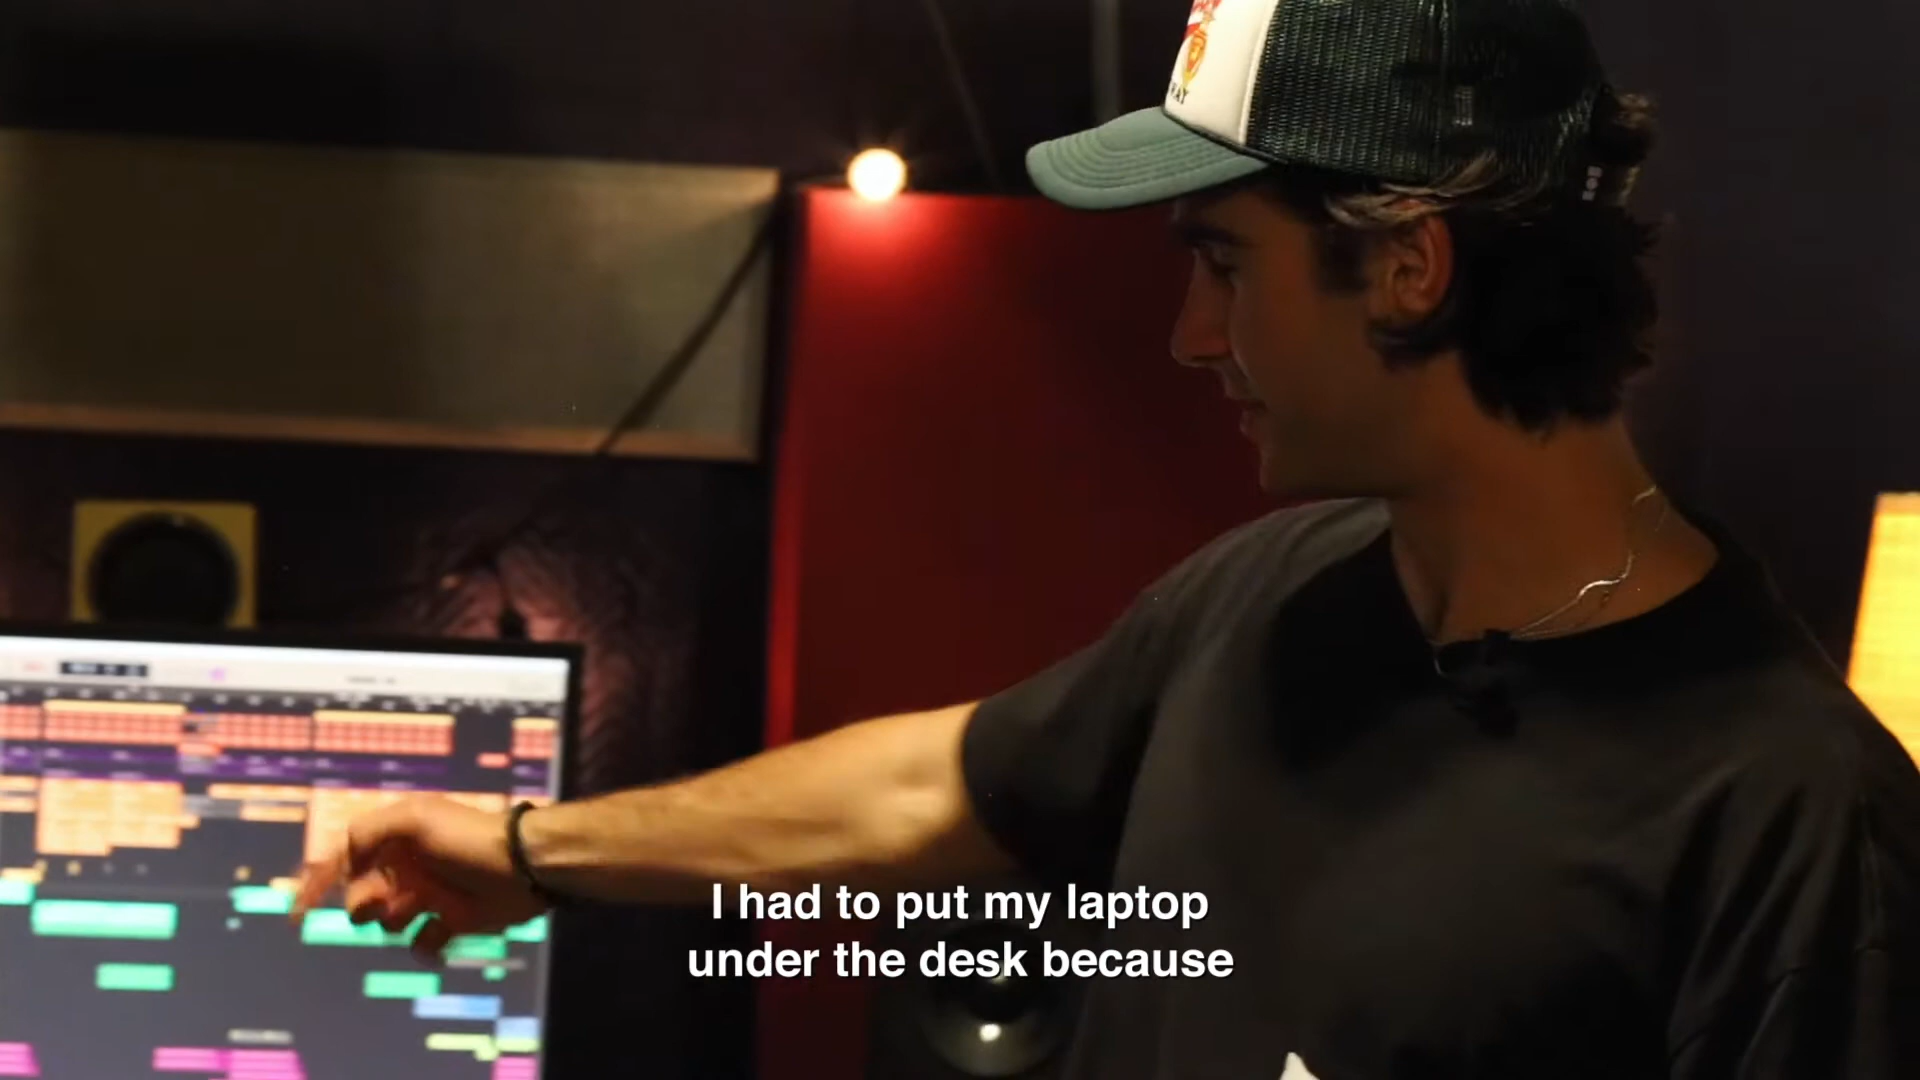 I had to put my laptop
under the desk because